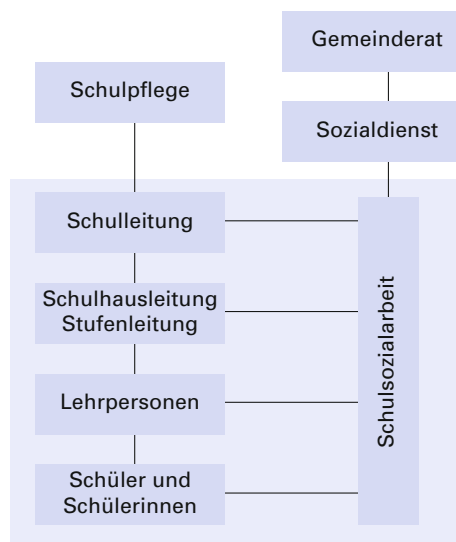 Gemeinderat
Schulpflege
Sozialdienst
Schulleitung
Schulhausleitung
Stufenleitung
Lehrpersonen
Schüler und
Schülerinnen
Schulsozialarbeit